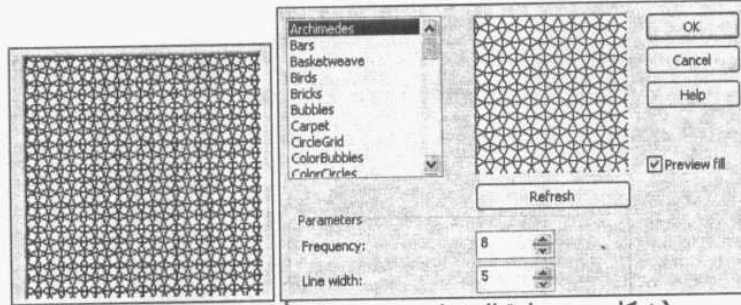 Archimedes
Bars
Basketweave
Birds
Bricks
Bubbles
Carpet
CircleGrid
ColorBubbles
ColorCircles
OK
Cancel
Help
Preview fill
Refresh
Parameters
Frequency:
8
Line width:
5